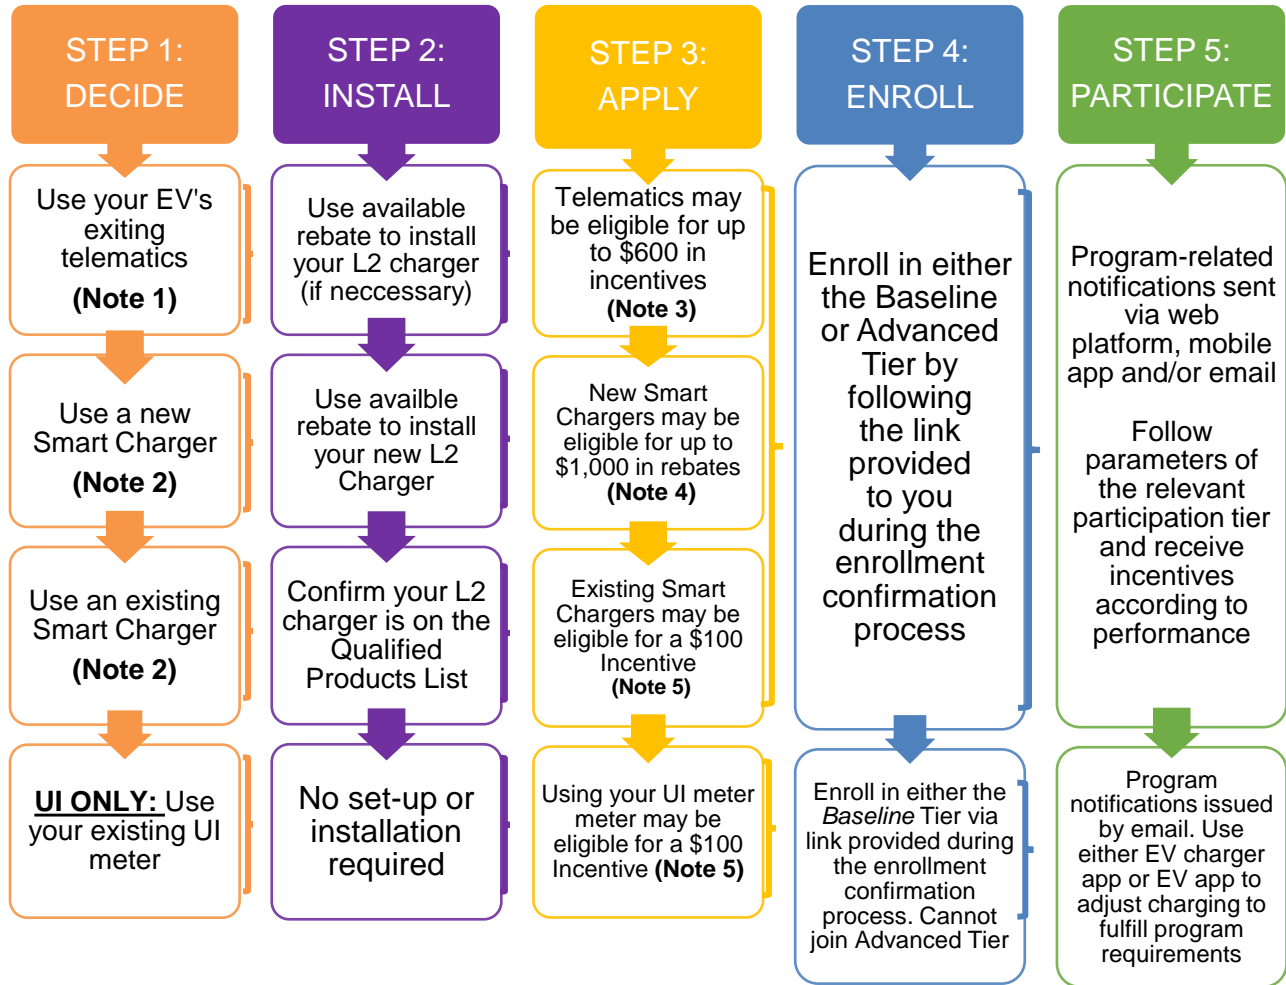 STEP 1:
DECIDE
Use your EV's
exiting
telematics
(Note 1)
Use a new
Smart Charger
(Note 2)
Use an existing
Smart Charger
(Note 2)
UI ONLY: Use
your existing UI
meter
STEP 2:
INSTALL
Use available
rebate to install
your L2 charger
(if neccessary)
Use availble
rebate to install
your new L2
Charger
Confirm your L2
charger is on the
Qualified
Products List
No set-up or
installation
required
STEP 3:
APPLY
Telematics may
be eligible for up
to $600 in
incentives
(Note 3)
New Smart
Chargers may be
eligible for up to
$1,000 in rebates
(Note 4)
Existing Smart
Chargers may be
eligible for a $100
Incentive
(Note 5)
Using your UI meter
meter may be
eligible for a $100
Incentive (Note 5)
STEP 4:
ENROLL
Enroll in either
the Baseline
or Advanced
Tier by
following
the link
provided
to you
during the
enrollment
confirmation
process
Enroll in either the
Baseline Tier via
link provided during
the enrollment
confirmation
process. Cannot
join Advanced Tier
STEP 5:
PARTICIPATE
Program-related
notifications sent
via web
platform, mobile
app and/or email
Follow
parameters of
the relevant
participation tier
and receive
incentives
according to
performance
Program
notifications issued
by email. Use
either EV charger
app or EV app to
adjust charging to
fulfill program
requirements